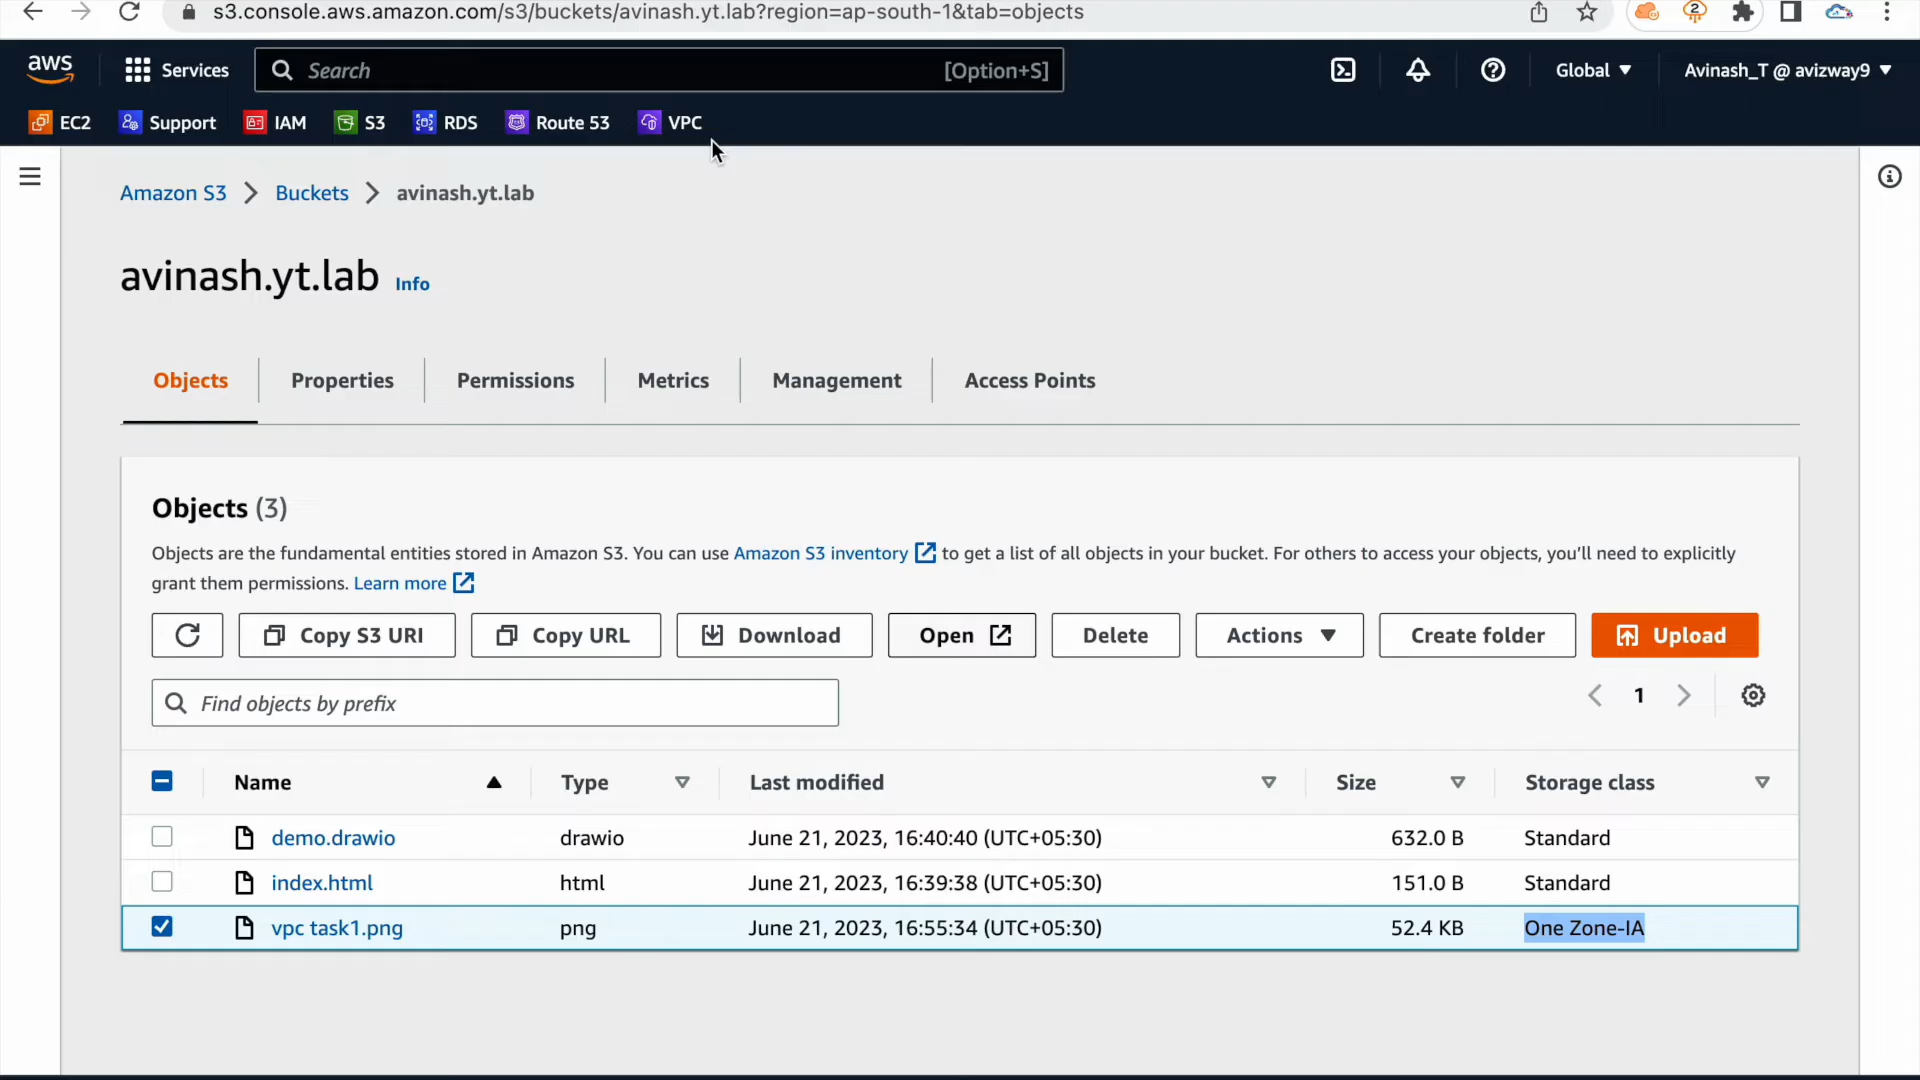 s3.console.aws.amazon.com/s3/buckets/avinash.yt.lab?region=ap-south-1&tab=objects
2
aws Services Search [Option+S] Global Avinash_T @ avizway9
EC2 Support IAM S3 RDS Route 53 VPC
Amazon S3 Buckets avinash.yt.lab
avinash.yt.lab Info
Objects Properties Permissions Metrics Management Access Points
Objects (3)
Objects are the fundamental entities stored in Amazon S3. You can use Amazon S3 inventory to get a list of all objects in your bucket. For others to access your objects, you'll need to explicitly
grant them permissions. Learn more
Copy S3 URI Copy URL Download Open Delete Actions Create folder Upload
Find objects by prefix 1
Name Type Last modified Size Storage class
demo.drawio drawio June 21, 2023, 16:40:40 (UTC+05:30) 632.0 B Standard
index.html html June 21, 2023, 16:39:38 (UTC+05:30) 151.0 B Standard
vpc task1.png png June 21, 2023, 16:55:34 (UTC+05:30) 52.4 KB One Zone-IA